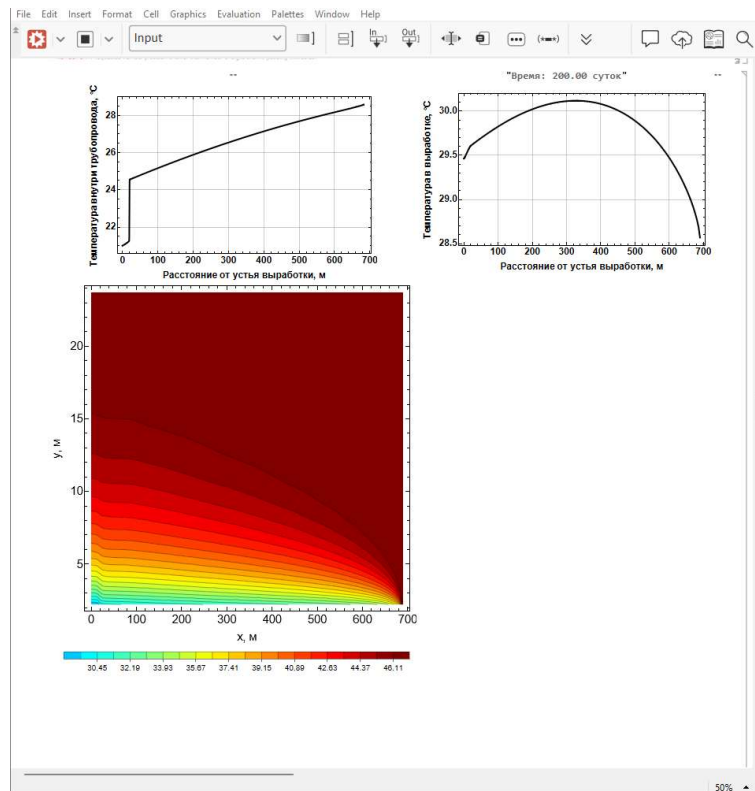 File Edit Insert Format Cell Graphics Evaluation Palettes Window Help
Input
In
Out
(∗■∗)
--
Температура внутри трубопровода, °C
28
26
24
22
0 100 200 300 400 500 600 700
Расстояние от устья выработки, м
"Время: 200.00 суток"
--
Температура в выработке, °C
30.0
29.5
29.0
28.5
0 100 200 300 400 500 600 700
Расстояние от устья выработки, м
y, м
20
15
10
5
0 100 200 300 400 500 600 700
x, м
30.45 32.19 33.93 35.67 37.41 39.15 40.89 42.63 44.37 46.11
50%